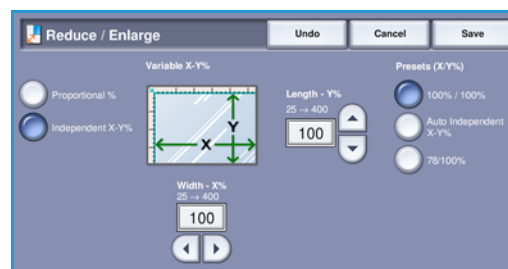 Reduce / Enlarge
Undo
Cancel
Save
Variable X-Y%
Presets (X/Y%)
Proportional %
Independent X-Y%
Y
X
Length - Y%
25 → 400
100
100% / 100%
Auto Independent
X-Y%
78/100%
Width - X%
25 → 400
100